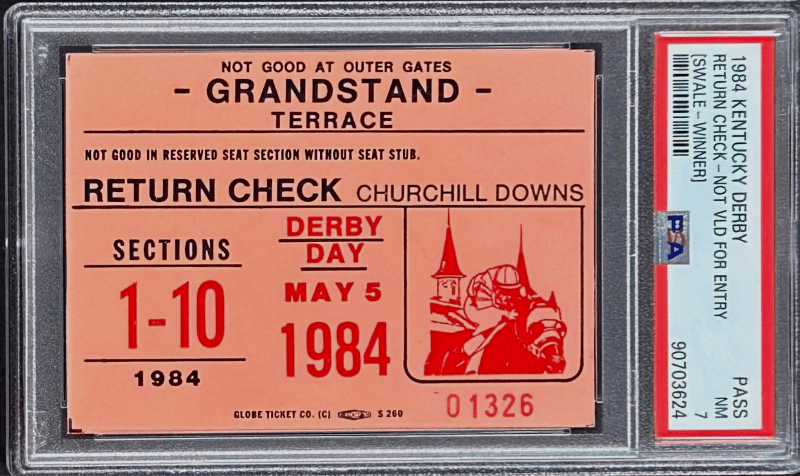 NOT GOOD AT OUTER GATES
- GRANDSTAND -
TERRACE
NOT GOOD IN RESERVED SEAT SECTION WITHOUT SEAT STUB.
RETURN CHECK CHURCHILL DOWNS
SECTIONS
1-10
1984
DERBY
DAY
MAY 5
1984
GLOBE TICKET CO. (C) S 260
01326
1984 KENTUCKY DERBY
RETURN CHECK - NOT VLD FOR ENTRY
[SWALE - WINNER]
PSA
PASS
NM
7
90703624